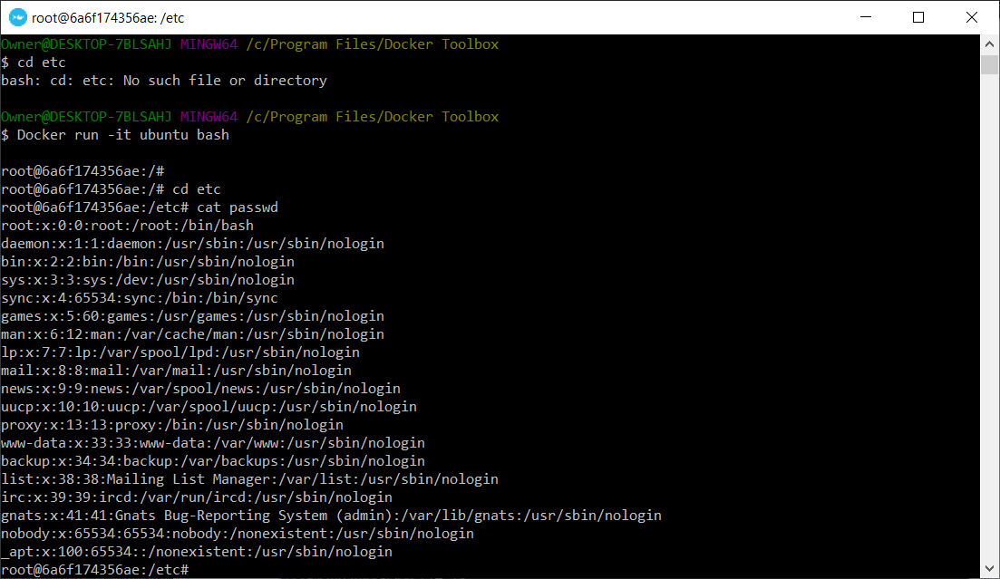 root@6a6f174356ae: /etc
Owner@DESKTOP-7BLSAHJ MINGW64 /c/Program Files/Docker Toolbox
$ cd etc
bash: cd: etc: No such file or directory
Owner@DESKTOP-7BLSAHJ MINGW64 /c/Program Files/Docker Toolbox
$ Docker run -it ubuntu bash
root@6a6f174356ae:/#
root@6a6f174356ae:/# cd etc
root@6a6f174356ae:/etc# cat passwd
root:x:0:0:root:/root:/bin/bash
daemon:x:1:1:daemon:/usr/sbin:/usr/sbin/nologin
bin:x:2:2:bin:/bin:/usr/sbin/nologin
sys:x:3:3:sys:/dev:/usr/sbin/nologin
sync:x:4:65534:sync:/bin:/bin/sync
games:x:5:60:games:/usr/games:/usr/sbin/nologin
man:x:6:12:man:/var/cache/man:/usr/sbin/nologin
lp:x:7:7:lp:/var/spool/lpd:/usr/sbin/nologin
mail:x:8:8:mail:/var/mail:/usr/sbin/nologin
news:x:9:9:news:/var/spool/news:/usr/sbin/nologin
uucp:x:10:10:uucp:/var/spool/uucp:/usr/sbin/nologin
proxy:x:13:13:proxy:/bin:/usr/sbin/nologin
www-data:x:33:33:www-data:/var/www:/usr/sbin/nologin
backup:x:34:34:backup:/var/backups:/usr/sbin/nologin
list:x:38:38:Mailing List Manager:/var/list:/usr/sbin/nologin
irc:x:39:39:ircd:/var/run/ircd:/usr/sbin/nologin
gnats:x:41:41:Gnats Bug-Reporting System (admin):/var/lib/gnats:/usr/sbin/nologin
nobody:x:65534:65534:nobody:/nonexistent:/usr/sbin/nologin
_apt:x:100:65534::/nonexistent:/usr/sbin/nologin
root@6a6f174356ae:/etc#